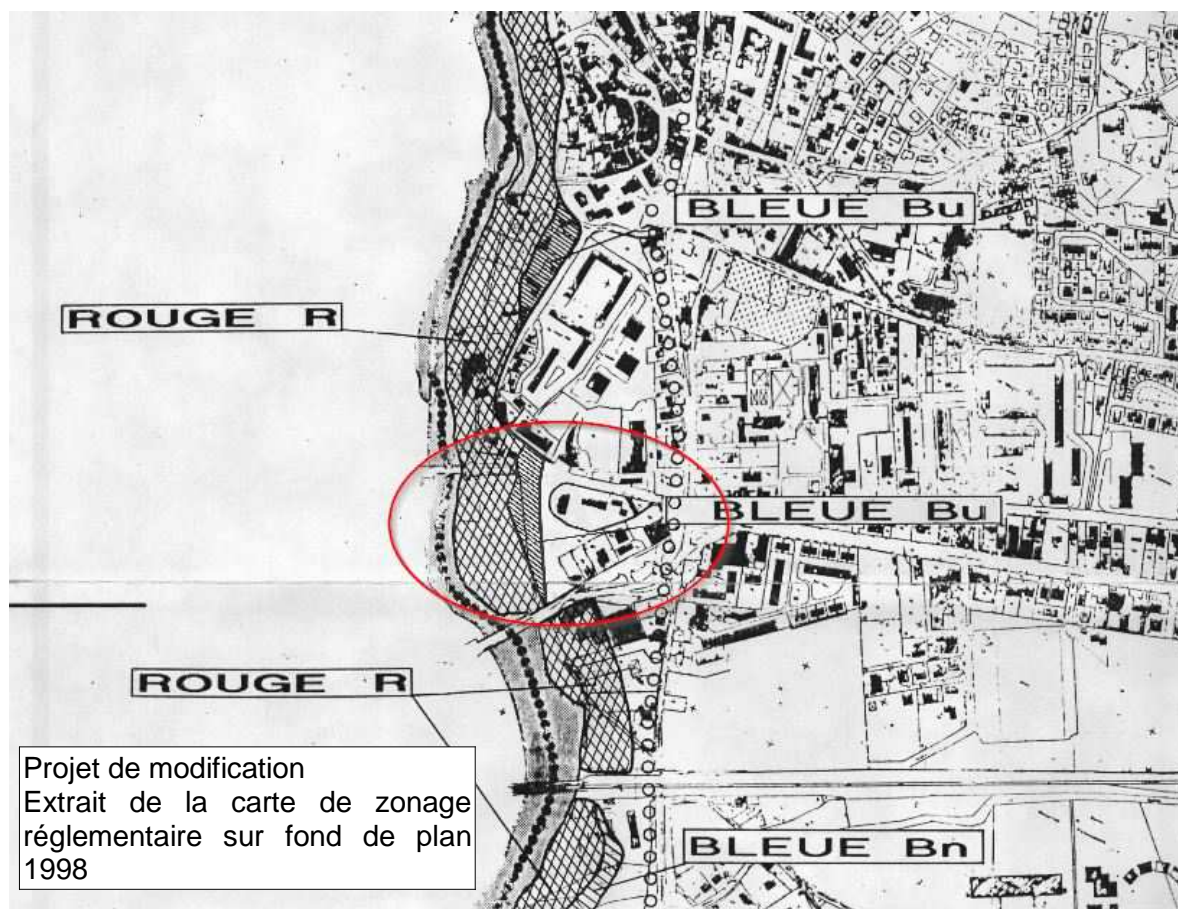 BLEUE Bu
ROUGE R
BLEUE Bu
ROUGE R
Projet de modification
Extrait de la carte de zonage
réglementaire sur fond de plan
1998
BLEUE Bn